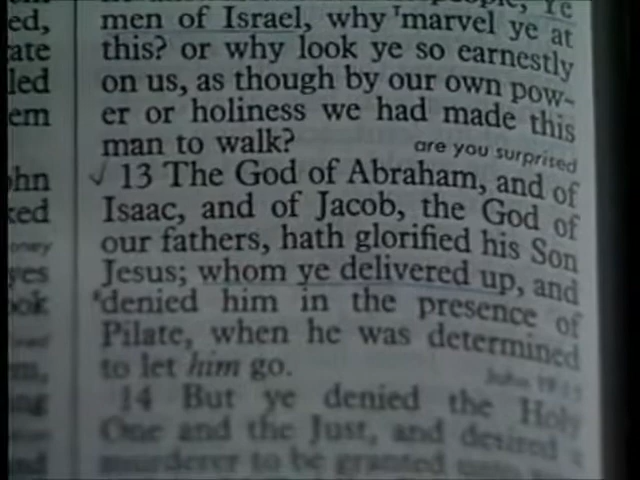 people, Ye
men of Israel, why marvel ye at
this? or why look ye so earnestly
on us, as though by our own pow-
er or holiness we had made this
man to walk?
are you surprised
13 The God of Abraham, and of
Isaac, and of Jacob, the God of
our fathers, hath glorified his Son
Jesus; whom ye delivered up, and
denied him in the presence of
Pilate, when he was determined
to let him go.
14 But ye denied the Holy
One and the Just, and desired a
murderer to be granted unto